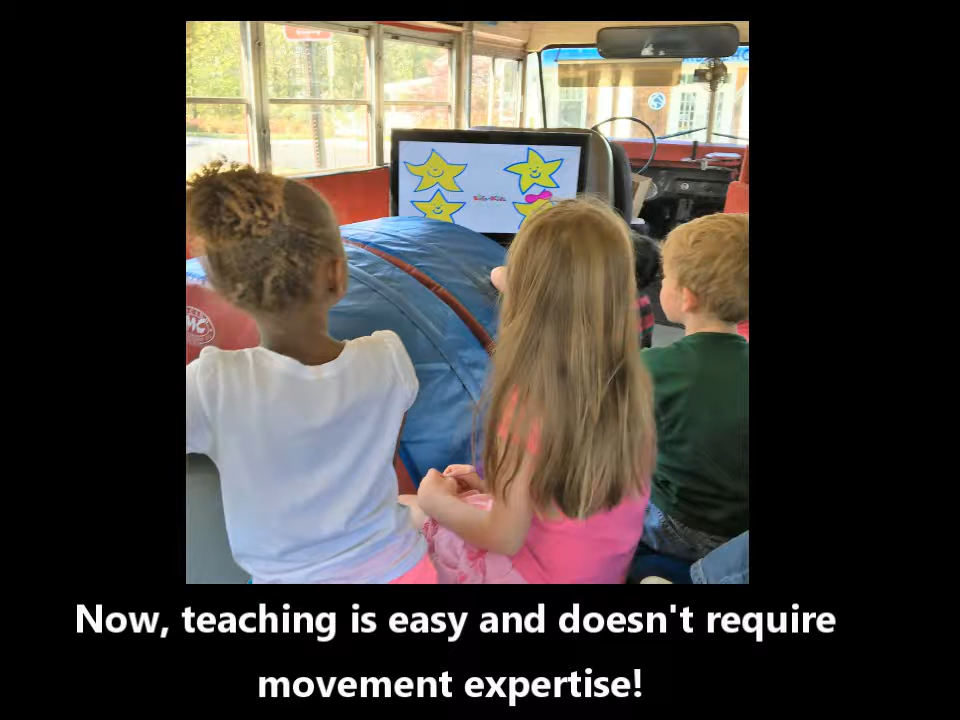 Now, teaching is easy and doesn't require
movement expertise!